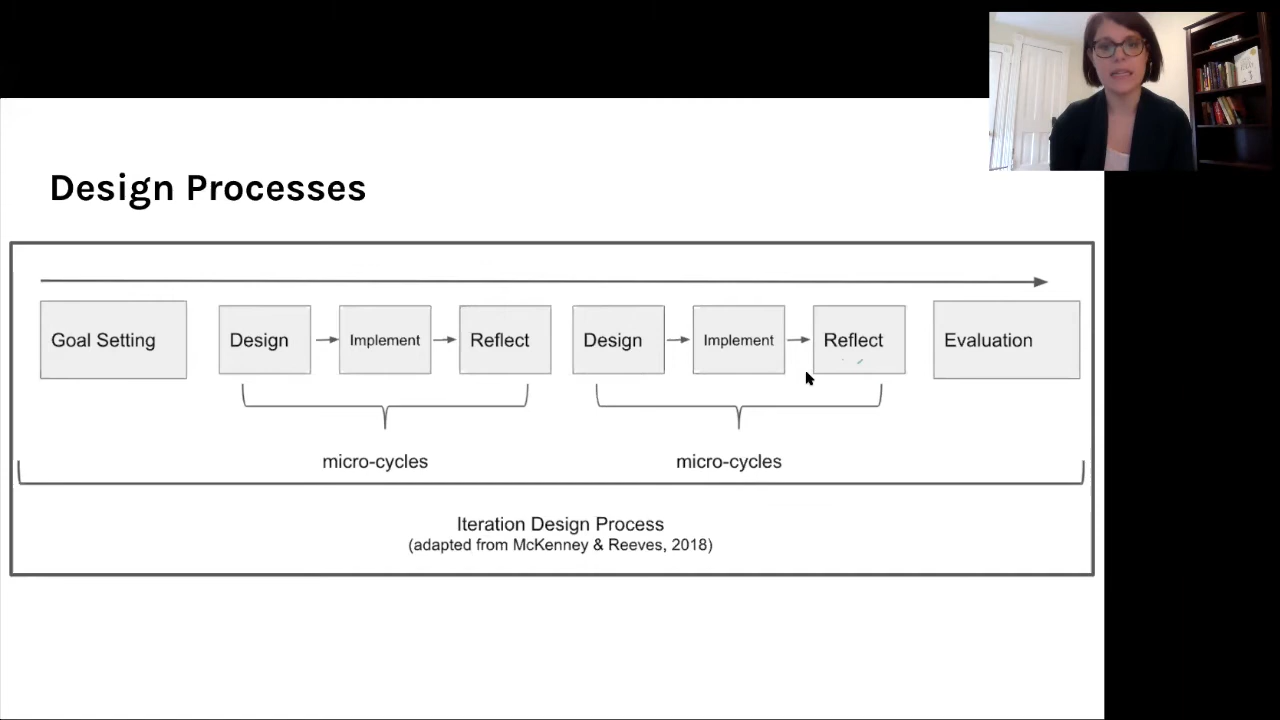 Design Processes
Goal Setting
Design
Implement
Reflect
Design
Implement
Reflect
Evaluation
micro-cycles
micro-cycles
Iteration Design Process
(adapted from McKenney & Reeves, 2018)